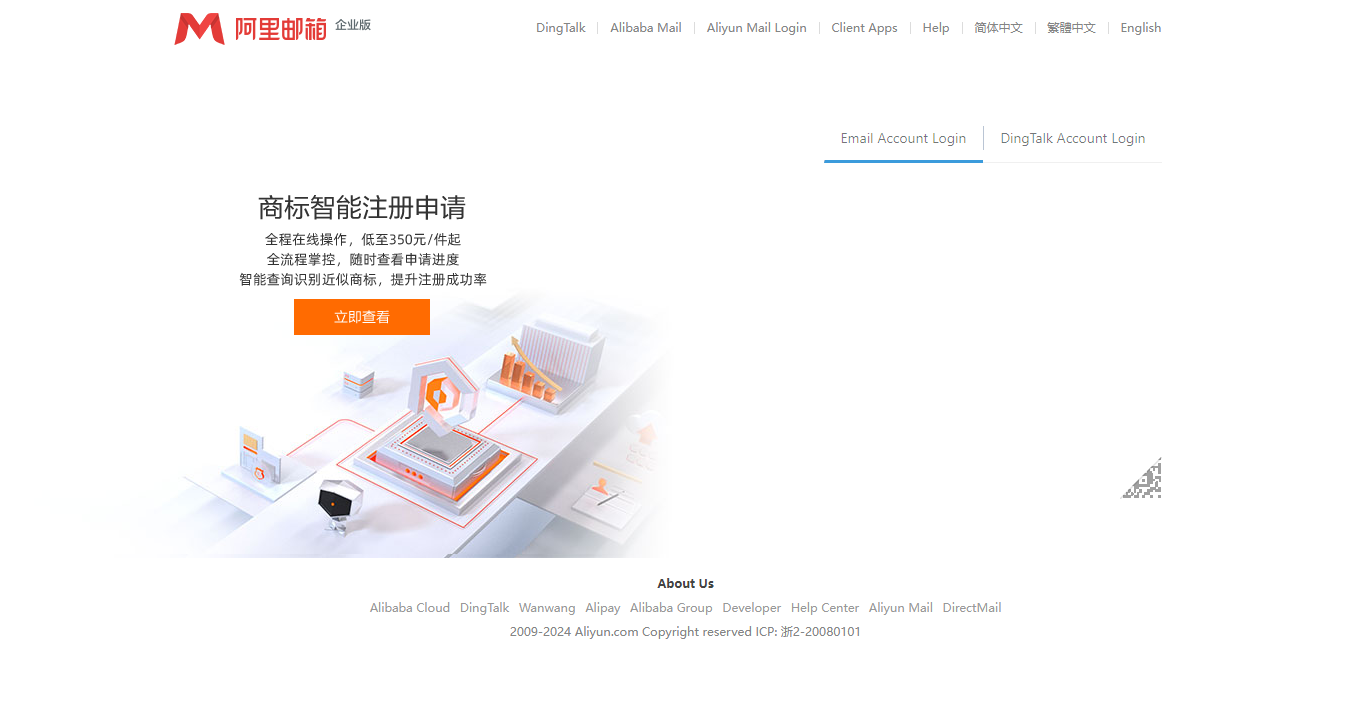 阿里邮箱 企业版
DingTalk Alibaba Mail Aliyun Mail Login Client Apps Help 简体中文 繁體中文 English
Email Account Login DingTalk Account Login
商标智能注册申请
全程在线操作，低至350元/件起
全流程掌控，随时查看申请进度
智能查询识别近似商标，提升注册成功率
立即查看
About Us
Alibaba Cloud DingTalk Wanwang Alipay Alibaba Group Developer Help Center Aliyun Mail DirectMail
2009-2024 Aliyun.com Copyright reserved ICP: 浙2-20080101